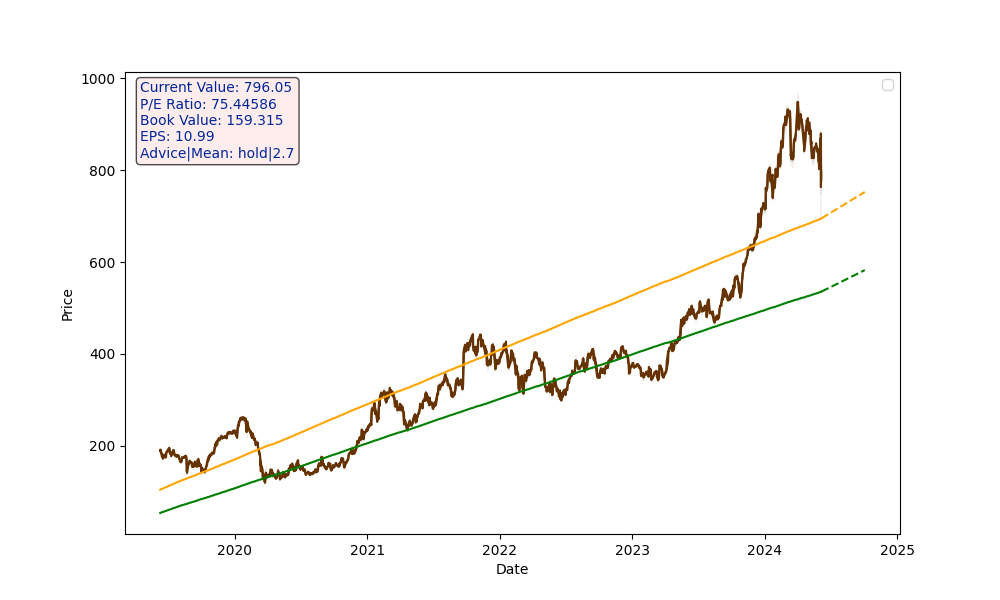 Current Value: 796.05
P/E Ratio: 75.44586
Book Value: 159.315
EPS: 10.99
Advice|Mean: hold|2.7
1000
800
600
400
200
Price
2020
2021
2022
2023
2024
2025
Date